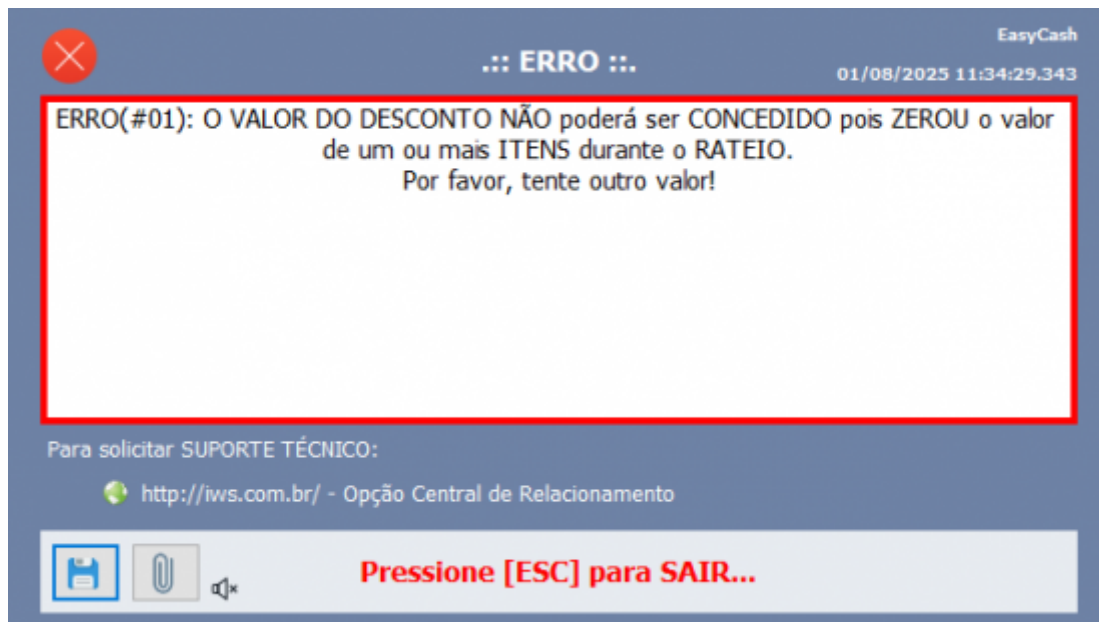 EasyCash
.:: ERRO ::.
01/08/2025 11:34:29.343
ERRO(#01): O VALOR DO DESCONTO NÃO poderá ser CONCEDIDO pois ZEROU o valor
de um ou mais ITENS durante o RATEIO.
Por favor, tente outro valor!
Para solicitar SUPORTE TÉCNICO:
http://iws.com.br/ - Opção Central de Relacionamento
Pressione [ESC] para SAIR...